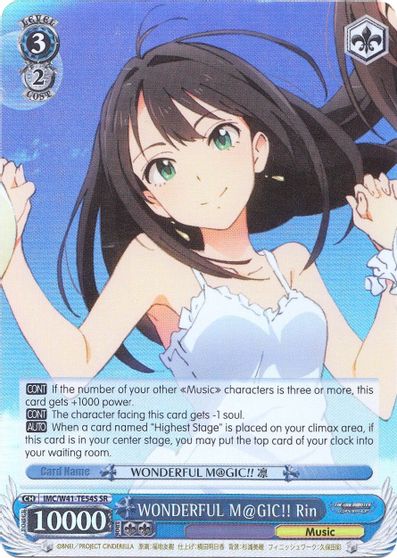 LEVEL
3
2
COST
CONT If the number of your other «Music» characters is three or more, this
card gets +1000 power.
CONT The character facing this card gets -1 soul.
AUTO When a card named "Highest Stage" is placed on your climax area, if
this card is in your center stage, you may put the top card of your clock into
your waiting room.
Card Name WONDERFUL M@GIC!! 凛
CH IMC/W41-TE54S SR
10000 WONDERFUL M@GIC!! Rin
Music
©BNEI / PROJECT CINDERELLA